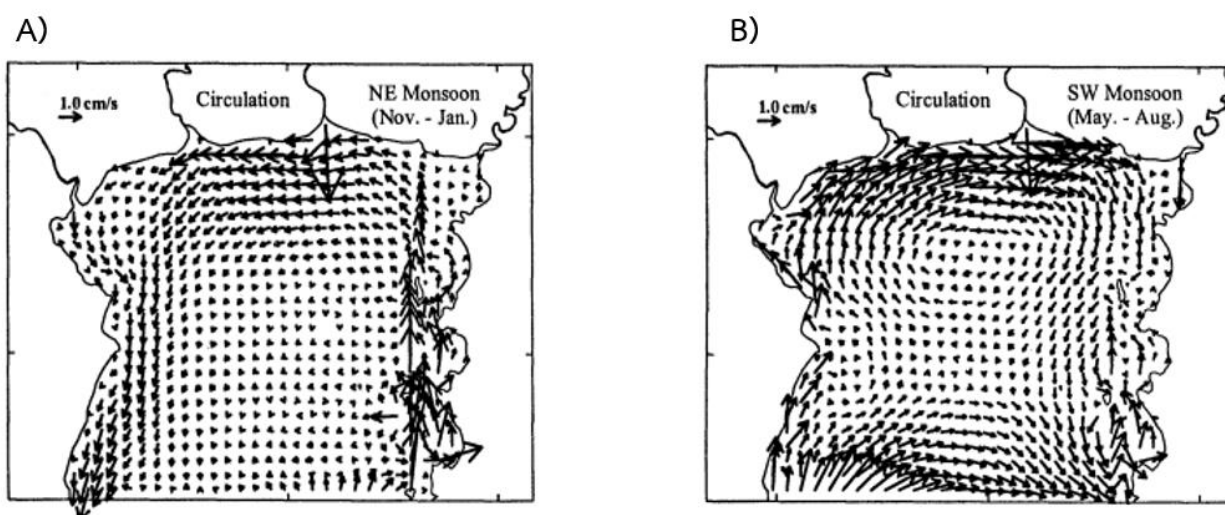 A)
1.0 cm/s
Circulation
NE Monsoon
(Nov. - Jan.)
B)
1.0 cm/s
Circulation
SW Monsoon
(May. - Aug.)